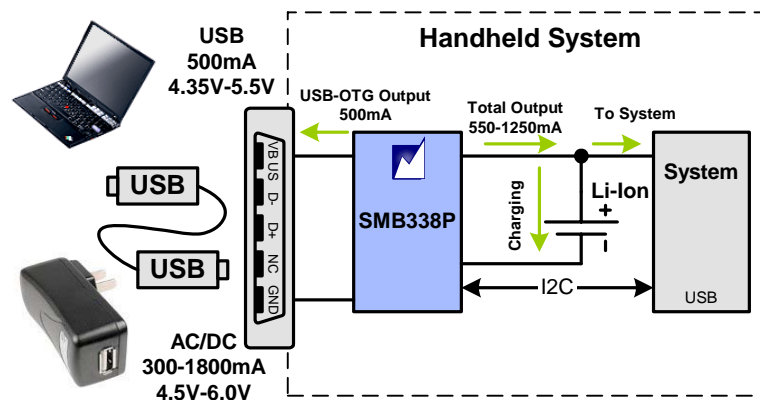 USB
500mA
4.35V-5.5V
Handheld System
USB-OTG Output
500mA
Total Output
550-1250mA
To System
VBUS
D-
D+
NC
GND
USB
USB
SMB338P
Charging
Li-Ion
+
-
System
I2C
USB
AC/DC
300-1800mA
4.5V-6.0V